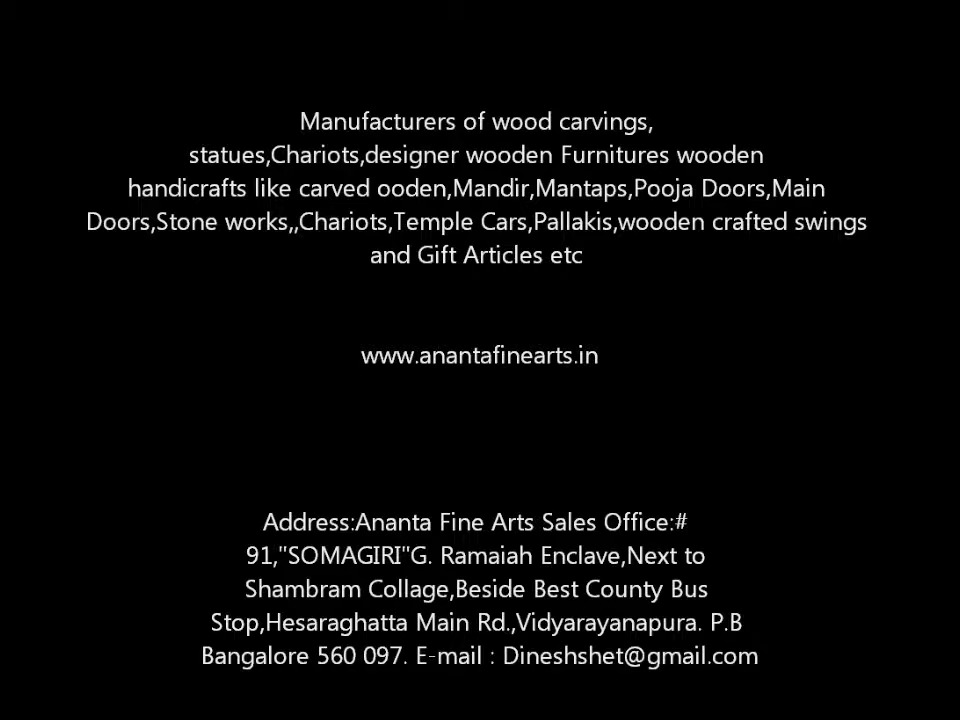 Manufacturers of wood carvings,
statues,Chariots,designer wooden Furnitures wooden
handicrafts like carved ooden,Mandir,Mantaps,Pooja Doors,Main
Doors,Stone works,,Chariots,Temple Cars,Pallakis,wooden crafted swings
and Gift Articles etc
www.anantafinearts.in
Address:Ananta Fine Arts Sales Office:#
91,"SOMAGIRI"G. Ramaiah Enclave,Next to
Shambram Collage,Beside Best County Bus
Stop,Hesaraghatta Main Rd.,Vidyarayanapura. P.B
Bangalore 560 097. E-mail : Dineshshet@gmail.com